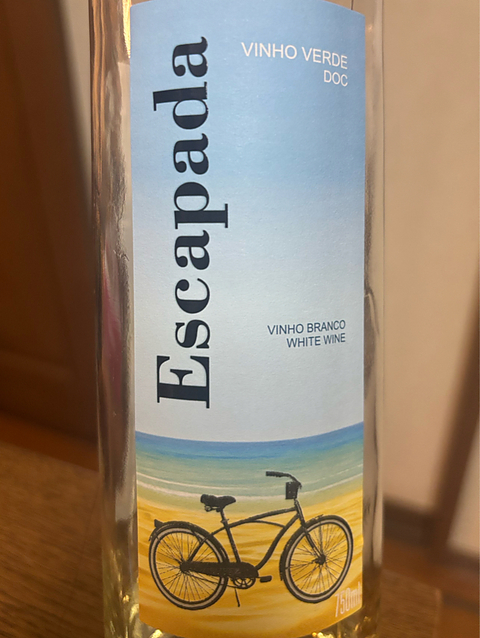 Escapada
VINHO VERDE
DOC
VINHO BRANCO
WHITE WINE
750ml